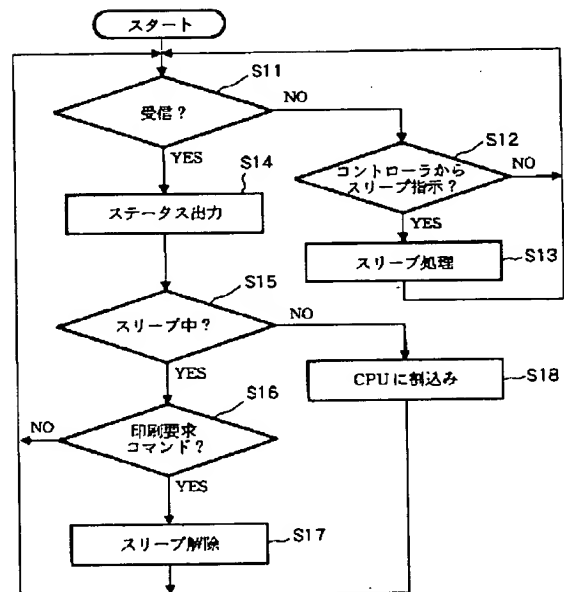 スタート
S11
受信?
NO
YES
S12
コントローラから
スリープ指示?
NO
YES
S14
ステータス出力
スリープ処理
S13
S15
スリープ中?
NO
YES
CPUに割込み
S18
S16
印刷要求
コマンド?
NO
YES
スリープ解除
S17